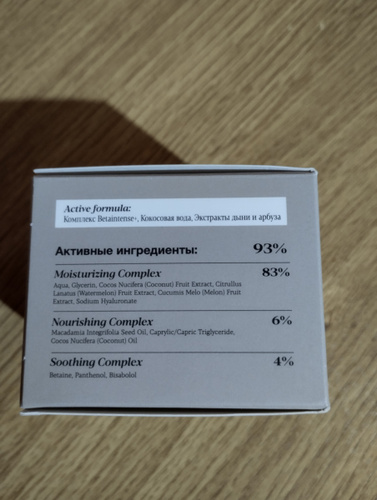 Active formula:
Комплекс Betaintense+, Кокосовая вода, Экстракты дыни и арбуза
Активные ингредиенты: 93%
Moisturizing Complex 83%
Aqua, Glycerin, Cocos Nucifera (Coconut) Fruit Extract, Citrullus
Lanatus (Watermelon) Fruit Extract, Cucumis Melo (Melon) Fruit
Extract, Sodium Hyaluronate
Nourishing Complex 6%
Macadamia Integrifolia Seed Oil, Caprylic/Capric Triglyceride,
Cocos Nucifera (Coconut) Oil
Soothing Complex 4%
Betaine, Panthenol, Bisabolol